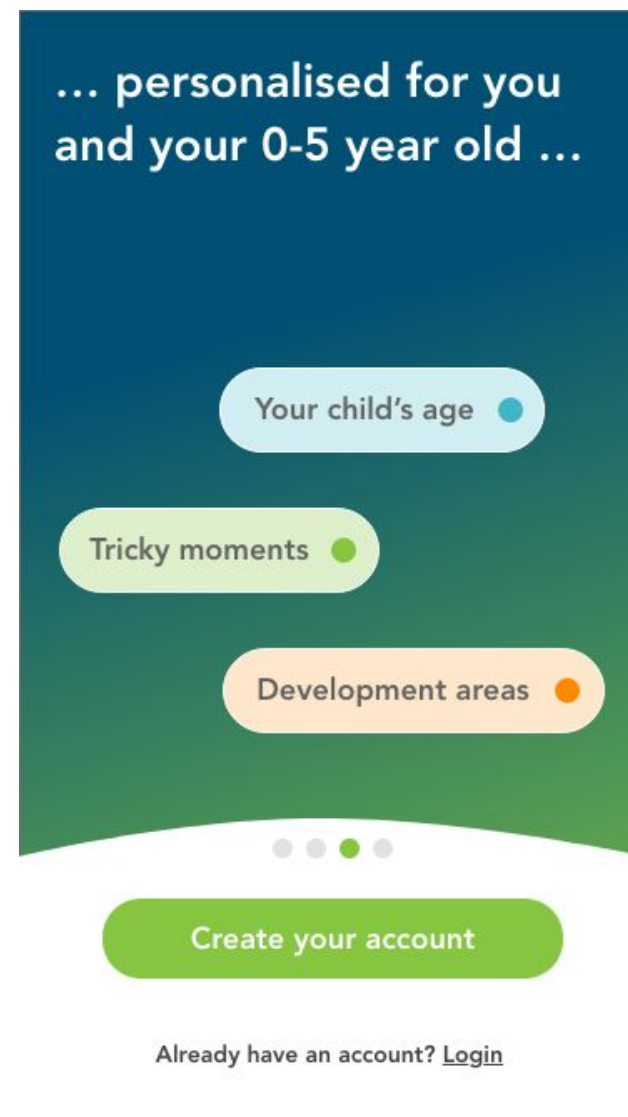 … personalised for you
and your 0-5 year old …
Your child’s age
Tricky moments
Development areas
Create your account
Already have an account? Login